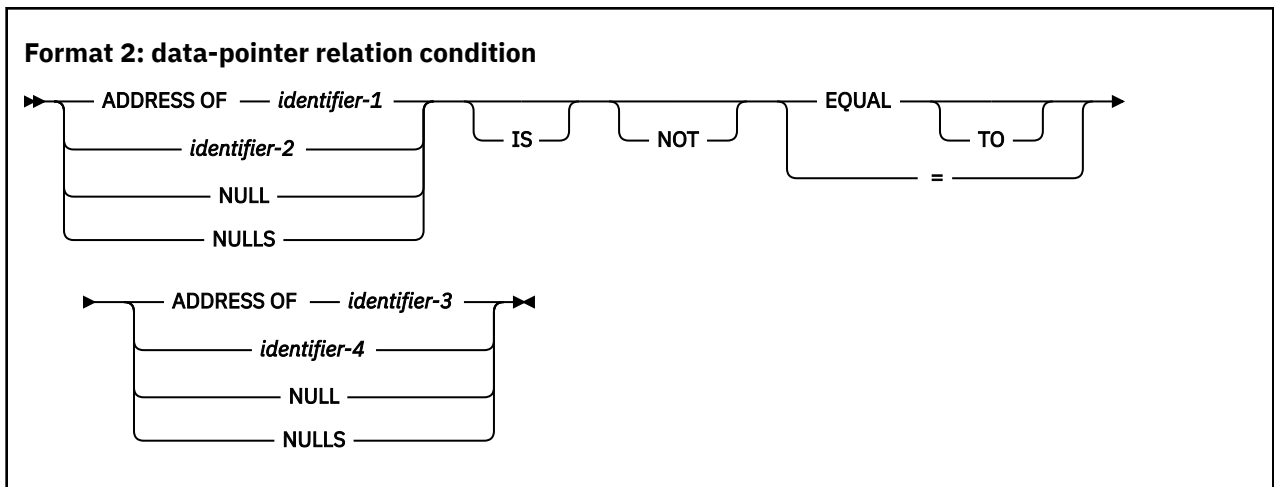 Format 2: data-pointer relation condition
ADDRESS OF identifier-1 EQUAL
identifier-2 IS NOT TO
NULL =
NULLS
ADDRESS OF identifier-3
identifier-4
NULL
NULLS